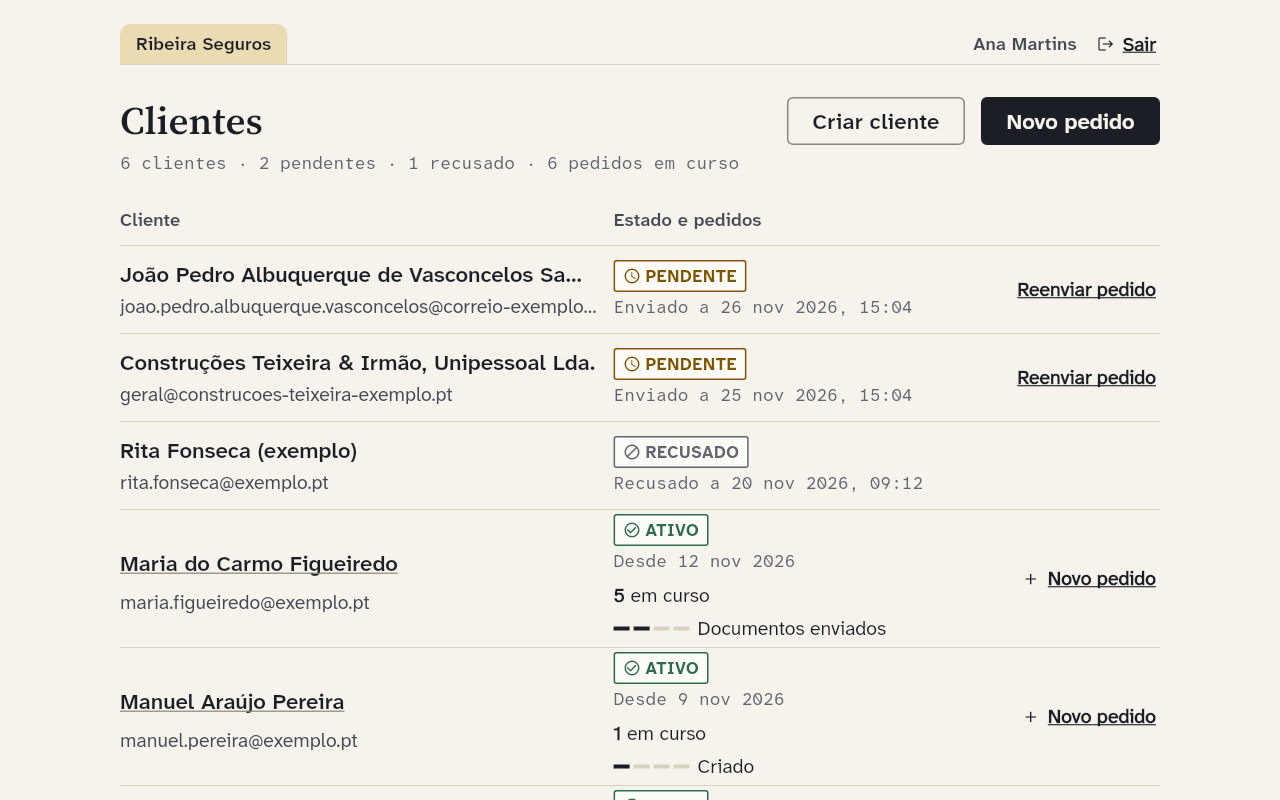 Ribeira Seguros
Ana Martins Sair
Clientes
Criar cliente
Novo pedido
6 clientes · 2 pendentes · 1 recusado · 6 pedidos em curso
Cliente
Estado e pedidos
João Pedro Albuquerque de Vasconcelos Sa...
joao.pedro.albuquerque.vasconcelos@correio-exemplo...
PENDENTE
Enviado a 26 nov 2026, 15:04
Reenviar pedido
Construções Teixeira & Irmão, Unipessoal Lda.
geral@construcoes-teixeira-exemplo.pt
PENDENTE
Enviado a 25 nov 2026, 15:04
Reenviar pedido
Rita Fonseca (exemplo)
rita.fonseca@exemplo.pt
RECUSADO
Recusado a 20 nov 2026, 09:12
Maria do Carmo Figueiredo
maria.figueiredo@exemplo.pt
ATIVO
Desde 12 nov 2026
5 em curso
Documentos enviados
+ Novo pedido
Manuel Araújo Pereira
manuel.pereira@exemplo.pt
ATIVO
Desde 9 nov 2026
1 em curso
Criado
+ Novo pedido